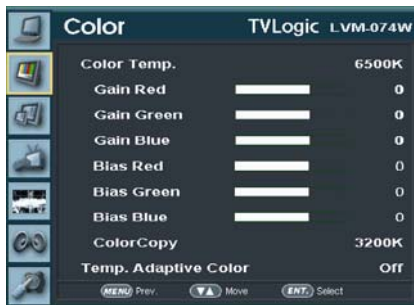 Color TVLogic LVM-074W
Color Temp. 6500K
Gain Red 0
Gain Green 0
Gain Blue 0
Bias Red 0
Bias Green 0
Bias Blue 0
ColorCopy 3200K
Temp. Adaptive Color Off
MENU Prev. ▼▲ Move ENT. Select